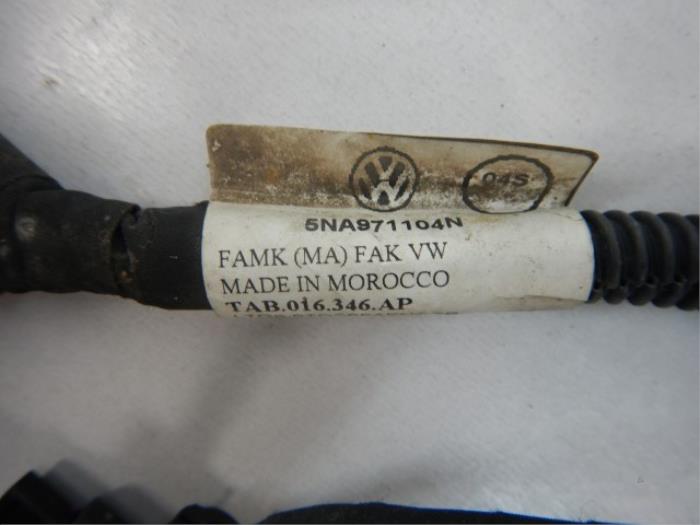 04S
5NA971104N
FAMK (MA) FAK VW
MADE IN MOROCCO
TAB.016.346.AP